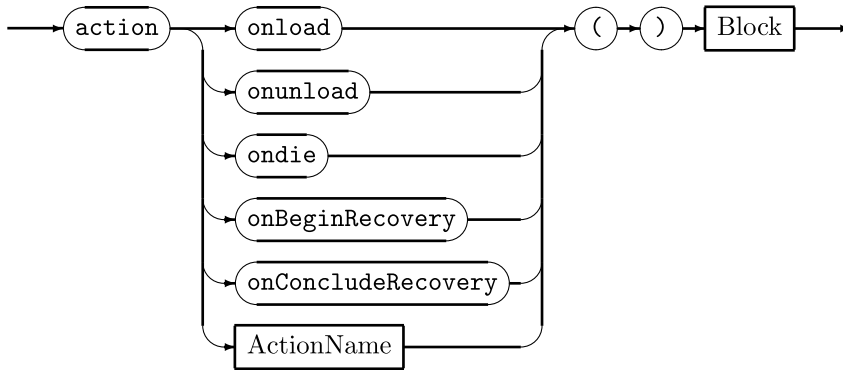 action onload ( ) Block
onunload
ondie
onBeginRecovery
onConcludeRecovery
ActionName